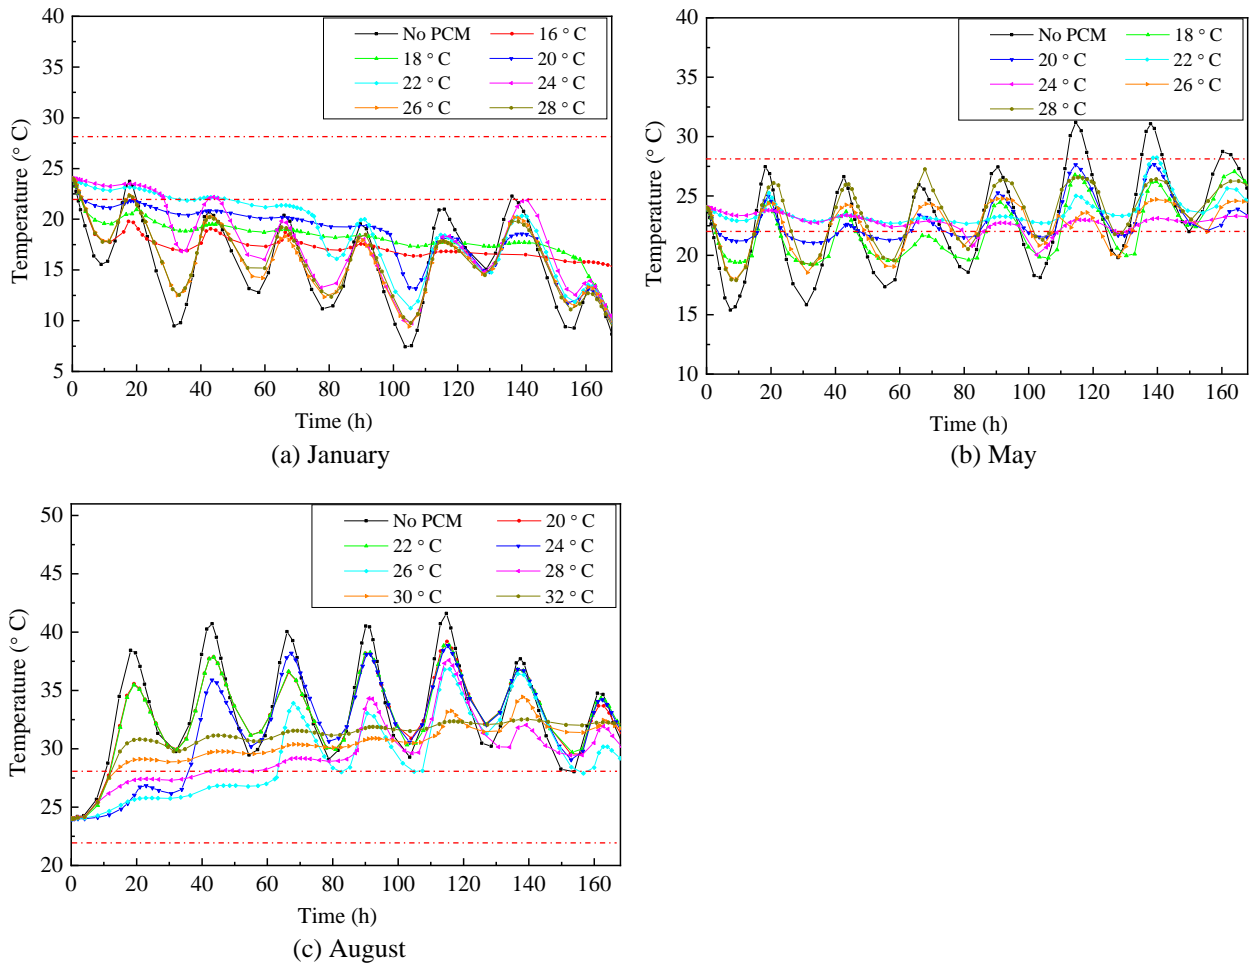 40
35
30
25
20
15
10
5
Temperature (° C)
No PCM 16 ° C
18 ° C 20 ° C
22 ° C 24 ° C
26 ° C 28 ° C
0 20 40 60 80 100 120 140 160
Time (h)
(a) January
40
35
30
25
20
15
10
Temperature (° C)
No PCM 18 ° C
20 ° C 22 ° C
24 ° C 26 ° C
28 ° C
0 20 40 60 80 100 120 140 160
Time (h)
(b) May
50
45
40
35
30
25
20
Temperature (° C)
No PCM 20 ° C
22 ° C 24 ° C
26 ° C 28 ° C
30 ° C 32 ° C
0 20 40 60 80 100 120 140 160
Time (h)
(c) August